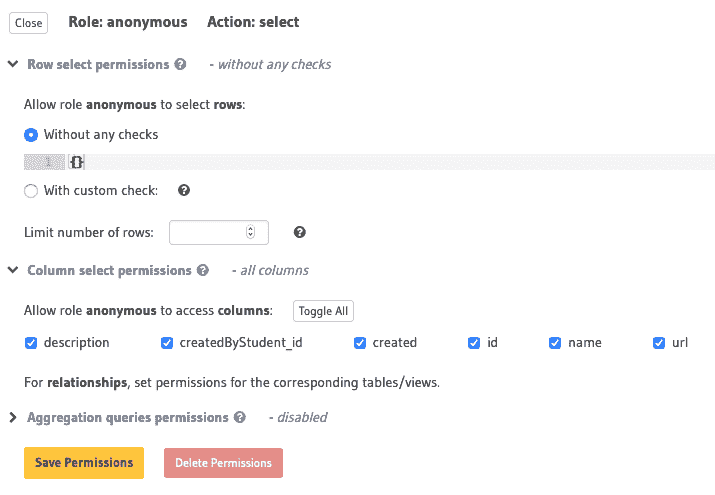 Close Role: anonymous Action: select
Row select permissions ? - without any checks
Allow role anonymous to select rows:
Without any checks
1 {}
With custom check: ?
Limit number of rows: ?
Column select permissions ? - all columns
Allow role anonymous to access columns: Toggle All
description createdByStudent_id created id name url
For relationships, set permissions for the corresponding tables/views.
Aggregation queries permissions ? - disabled
Save Permissions Delete Permissions